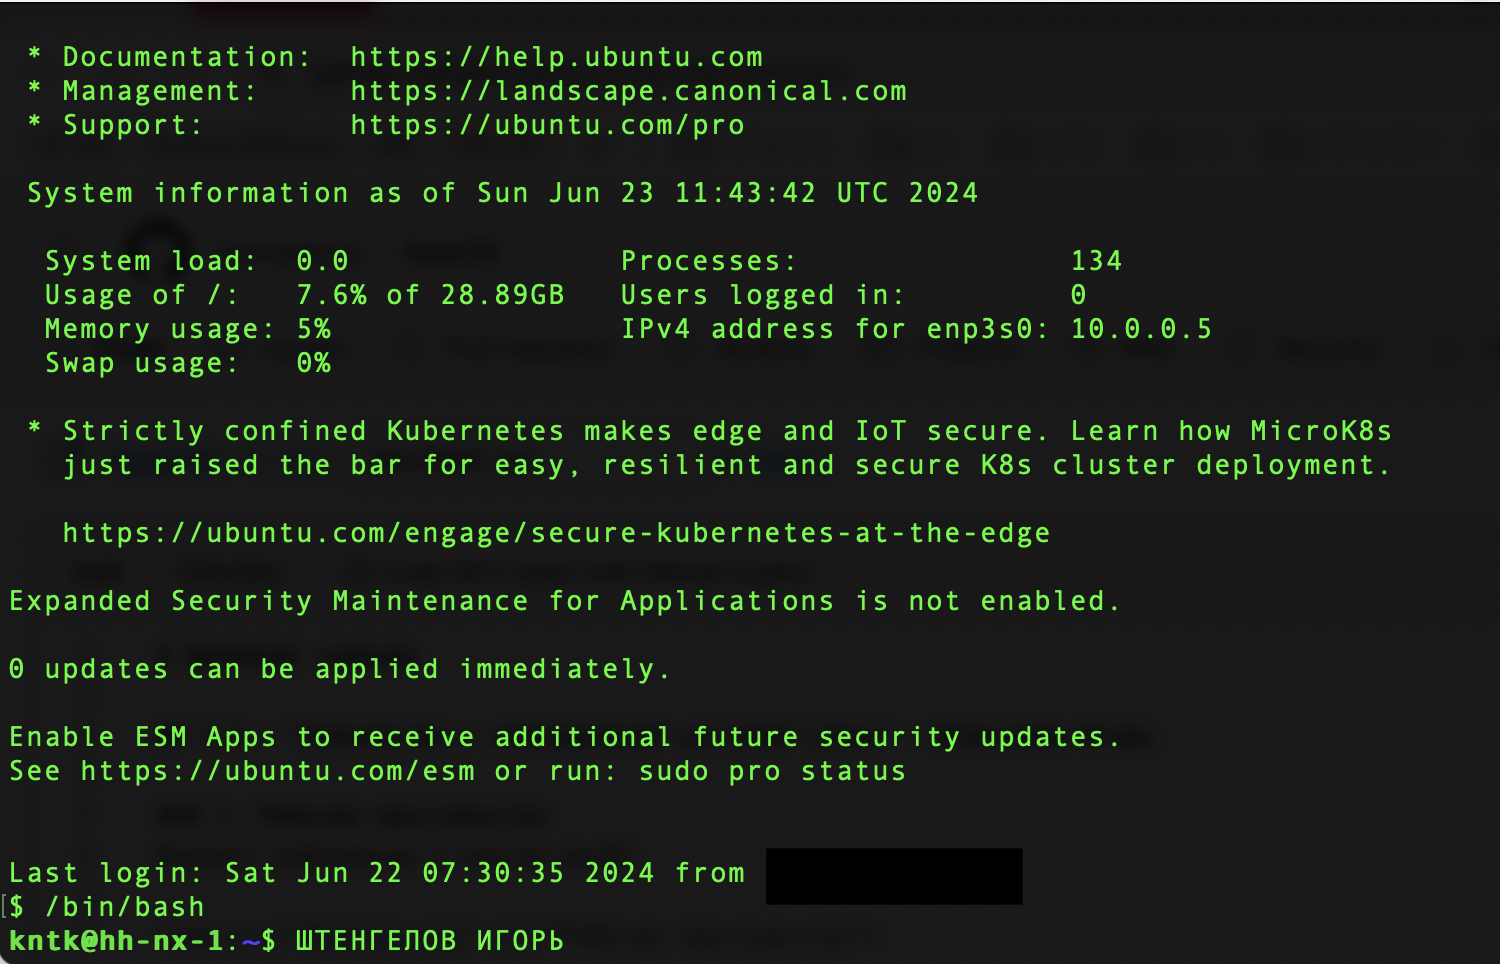 * Documentation:  https://help.ubuntu.com
* Management:     https://landscape.canonical.com
* Support:        https://ubuntu.com/pro
System information as of Sun Jun 23 11:43:42 UTC 2024
System load:  0.0               Processes:               134
Usage of /:   7.6% of 28.89GB   Users logged in:         0
Memory usage: 5%                IPv4 address for enp3s0: 10.0.0.5
Swap usage:   0%
* Strictly confined Kubernetes makes edge and IoT secure. Learn how MicroK8s
just raised the bar for easy, resilient and secure K8s cluster deployment.
https://ubuntu.com/engage/secure-kubernetes-at-the-edge
Expanded Security Maintenance for Applications is not enabled.
0 updates can be applied immediately.
Enable ESM Apps to receive additional future security updates.
See https://ubuntu.com/esm or run: sudo pro status
Last login: Sat Jun 22 07:30:35 2024 from
[$ /bin/bash
kntk@hh-nx-1:~$ ШТЕНГЕЛОВ ИГОРЬ